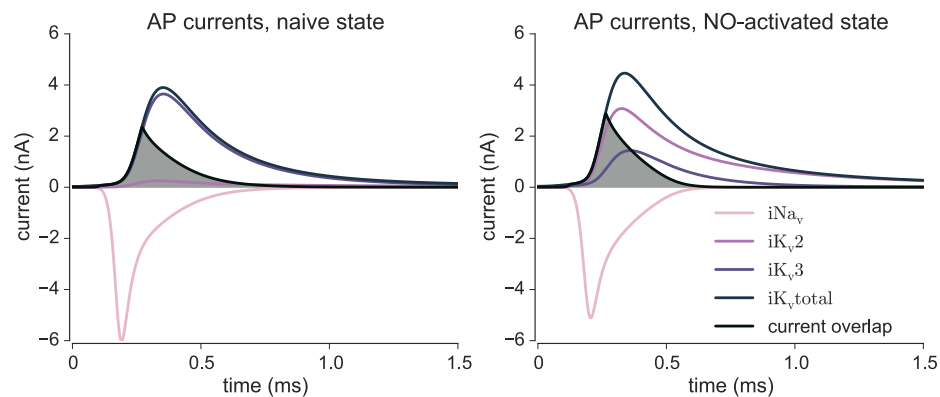 AP currents, naive state
6
4
2
0
−2
−4
−6
current (nA)
0
0.5
1.0
1.5
time (ms)
AP currents, NO-activated state
6
4
2
0
−2
−4
−6
current (nA)
0
0.5
1.0
1.5
time (ms)
iNaᵥ
iKᵥ2
iKᵥ3
iKᵥtotal
current overlap